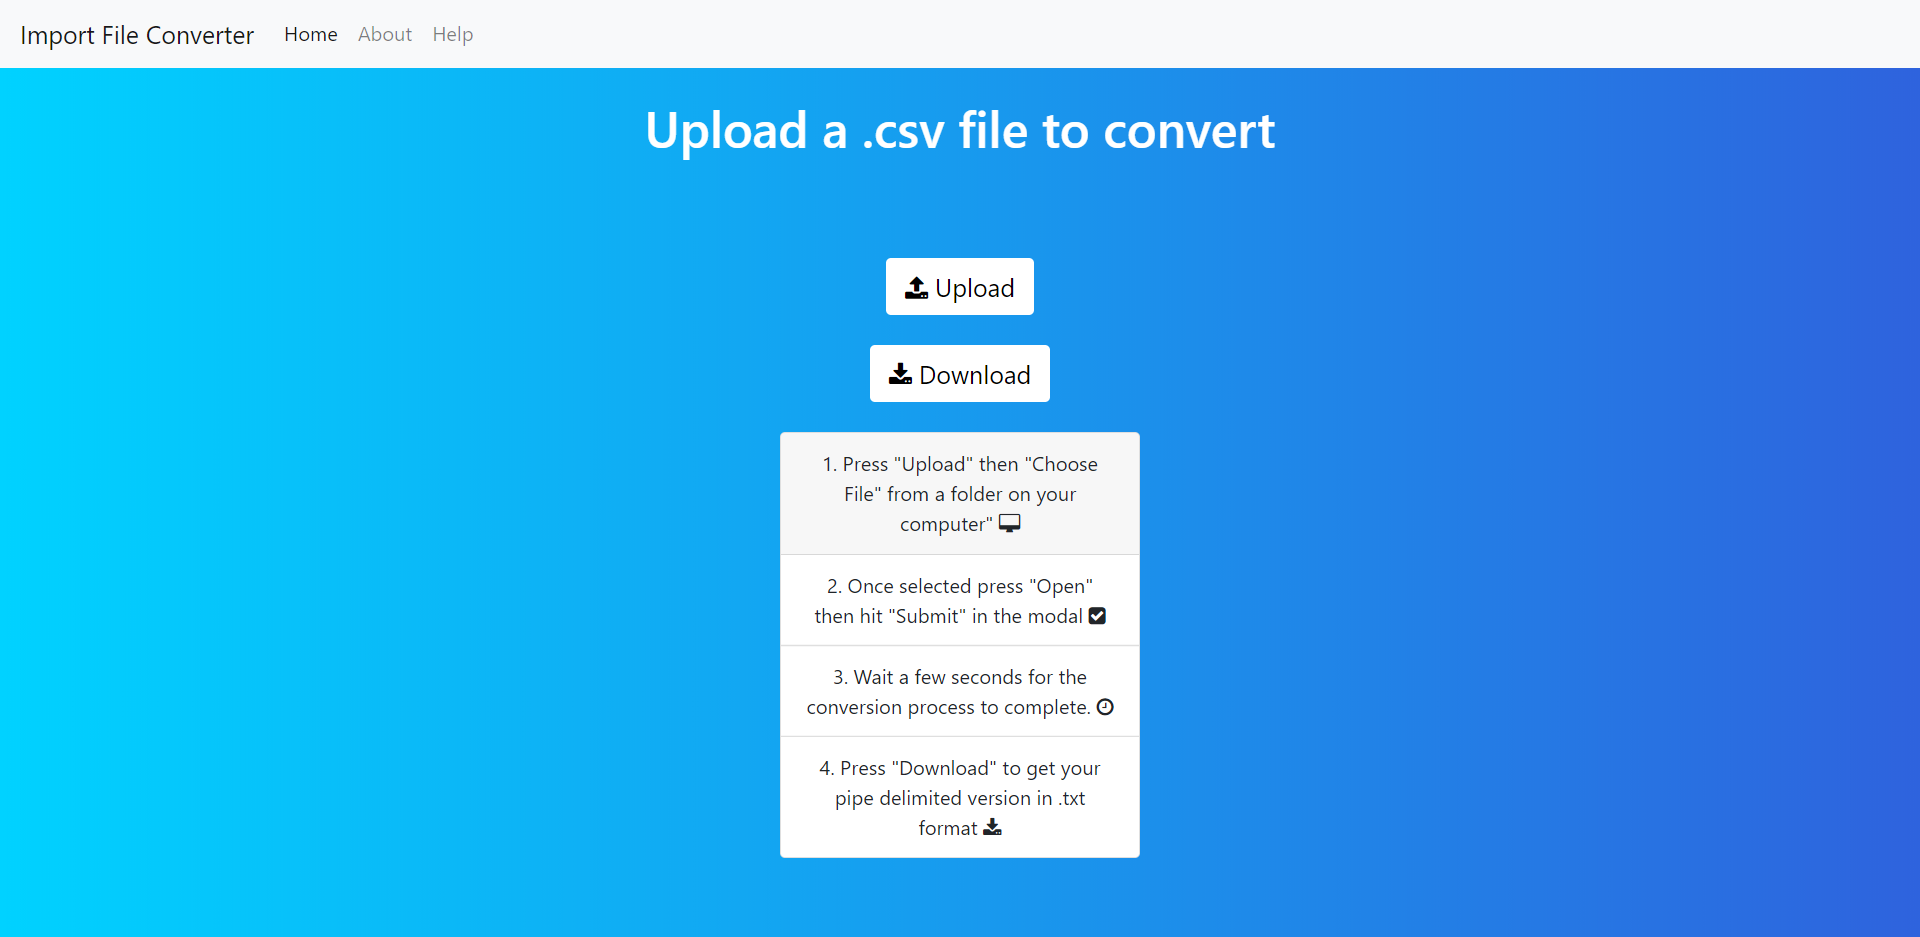 Import File Converter Home About Help
Upload a .csv file to convert
Upload
Download
1. Press "Upload" then "Choose
File" from a folder on your
computer"
2. Once selected press "Open"
then hit "Submit" in the modal
3. Wait a few seconds for the
conversion process to complete.
4. Press "Download" to get your
pipe delimited version in .txt
format